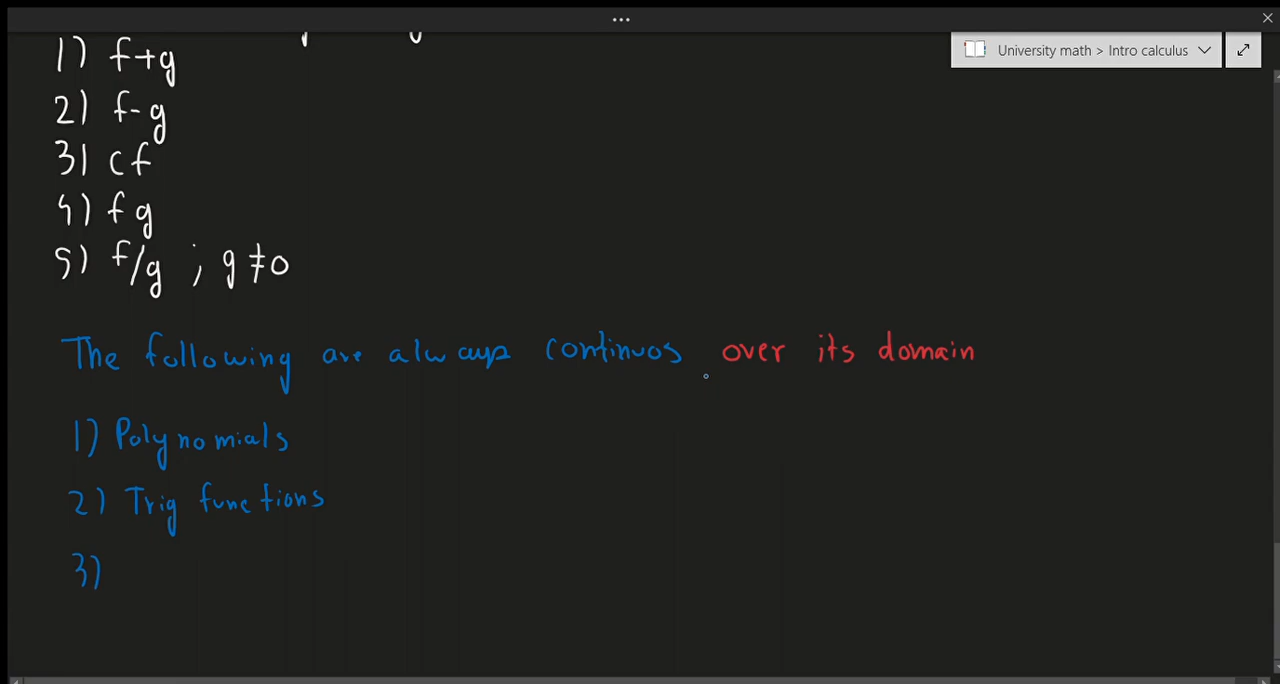 ...
University math > Intro calculus
1) f+g
2) f-g
3) cf
4) fg
5) f/g ; g≠0
The following are always continuos over its domain
1) Polynomials
2) Trig functions
3)